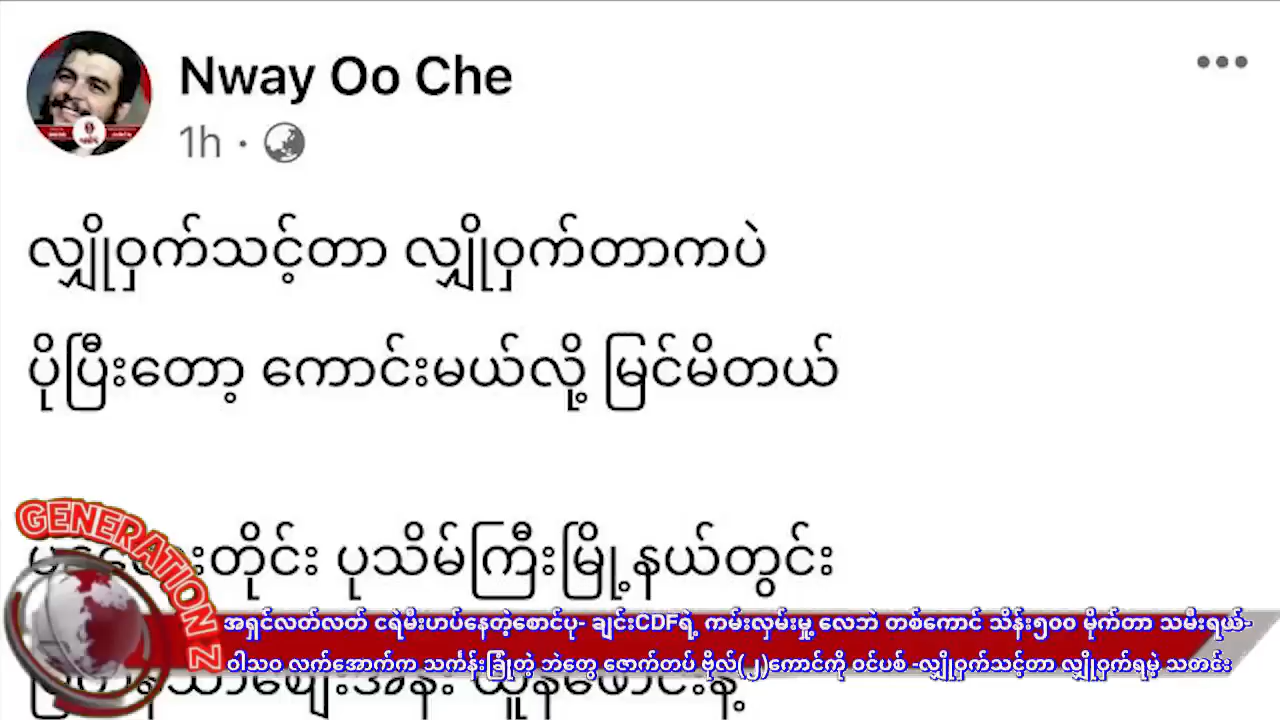 Nway Oo Che
1h
လျှို့ဝှက်သင့်တာ လျှို့ဝှက်တာကပဲ
ပိုပြီးတော့ ကောင်းမယ်လို့ မြင်မိတယ်
တိုင်း ပုသိမ်ကြီးမြို့နယ်တွင်း
GENERATION Z
အရှင်လတ်လတ် ငရဲမီးဟပ်နေတဲ့စောင်ပု- ချင်းCDFရဲ့ ကမ်းလှမ်းမှု့ လေဘဲ တစ်ကောင် သိန်း၅၀၀ မိုက်တာ သမီးရယ်-
ဝါသဝ လက်အောက်က သင်္ကန်းခြုံတဲ့ ဘဲတွေ ဖောက်တပ် ဗိုလ်(၂)ကောင်ကို ဝင်ပစ် -လျှို့ဝှက်သင့်တာ လျှို့ဝှက်ရမဲ့ သတင်း